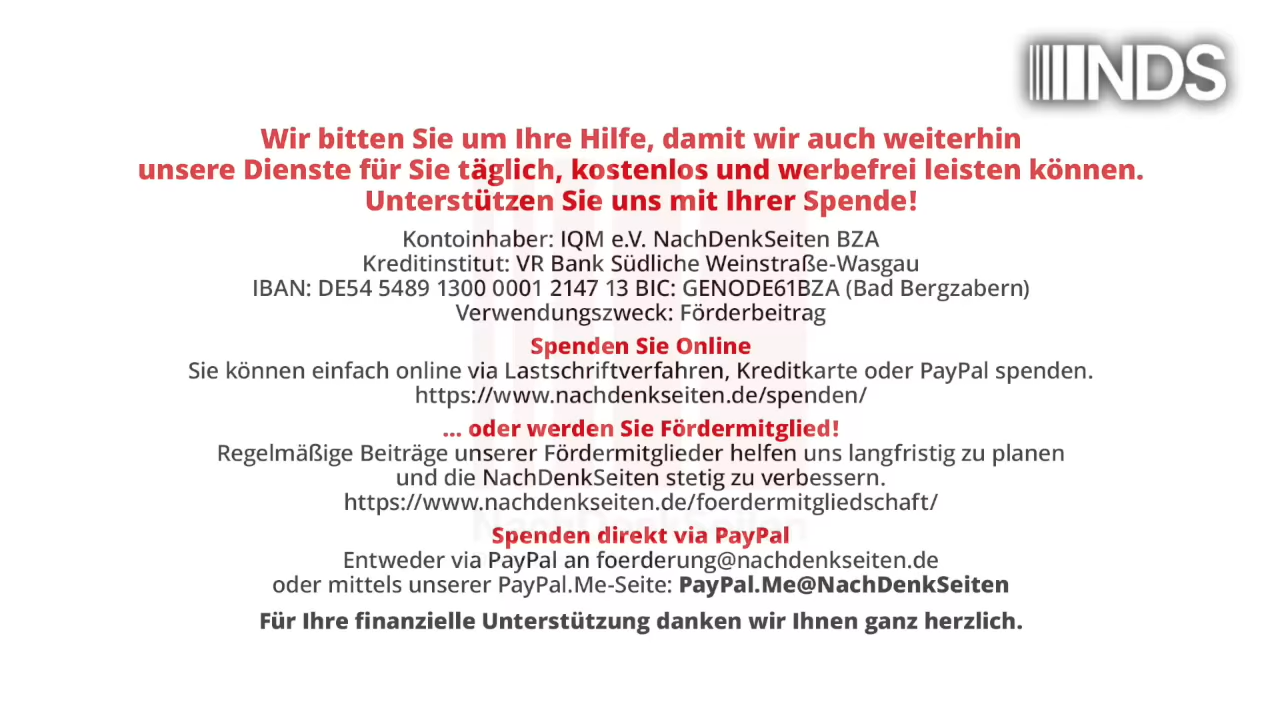 NDS
Wir bitten Sie um Ihre Hilfe, damit wir auch weiterhin
unsere Dienste für Sie täglich, kostenlos und werbefrei leisten können.
Unterstützen Sie uns mit Ihrer Spende!
Kontoinhaber: IQM e.V. NachDenkSeiten BZA
Kreditinstitut: VR Bank Südliche Weinstraße-Wasgau
IBAN: DE54 5489 1300 0001 2147 13 BIC: GENODE61BZA (Bad Bergzabern)
Verwendungszweck: Förderbeitrag
Spenden Sie Online
Sie können einfach online via Lastschriftverfahren, Kreditkarte oder PayPal spenden.
https://www.nachdenkseiten.de/spenden/
... oder werden Sie Fördermitglied!
Regelmäßige Beiträge unserer Fördermitglieder helfen uns langfristig zu planen
und die NachDenkSeiten stetig zu verbessern.
https://www.nachdenkseiten.de/foerdermitgliedschaft/
NachDenkSeiten
Spenden direkt via PayPal
Entweder via PayPal an foerderung@nachdenkseiten.de
oder mittels unserer PayPal.Me-Seite: PayPal.Me@NachDenkSeiten
Für Ihre finanzielle Unterstützung danken wir Ihnen ganz herzlich.